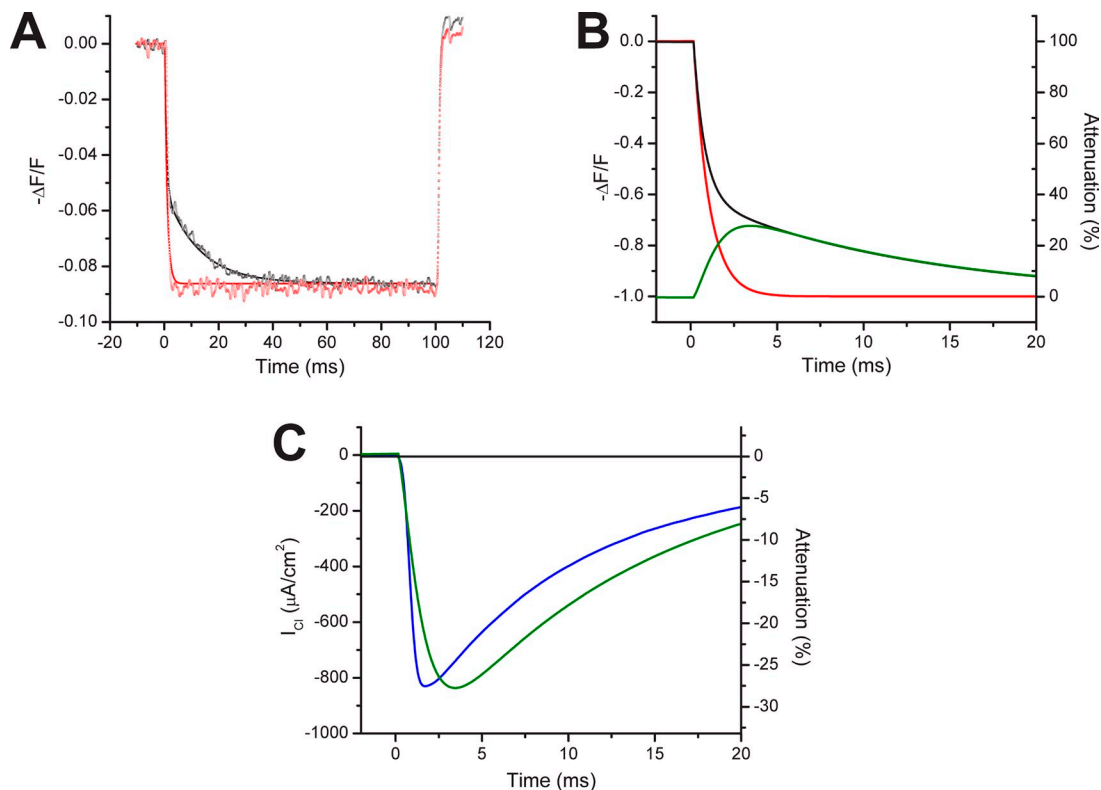 A
0.00
-0.02
-0.04
-0.06
-0.08
-0.10
-ΔF/F
-20 0 20 40 60 80 100 120
Time (ms)
B
0.0
-0.2
-0.4
-0.6
-0.8
-1.0
-ΔF/F
100
80
60
40
20
0
Attenuation (%)
0 5 10 15 20
Time (ms)
C
0
-200
-400
-600
-800
-1000
I_Cl (μA/cm²)
0
-5
-10
-15
-20
-25
-30
Attenuation (%)
0 5 10 15 20
Time (ms)